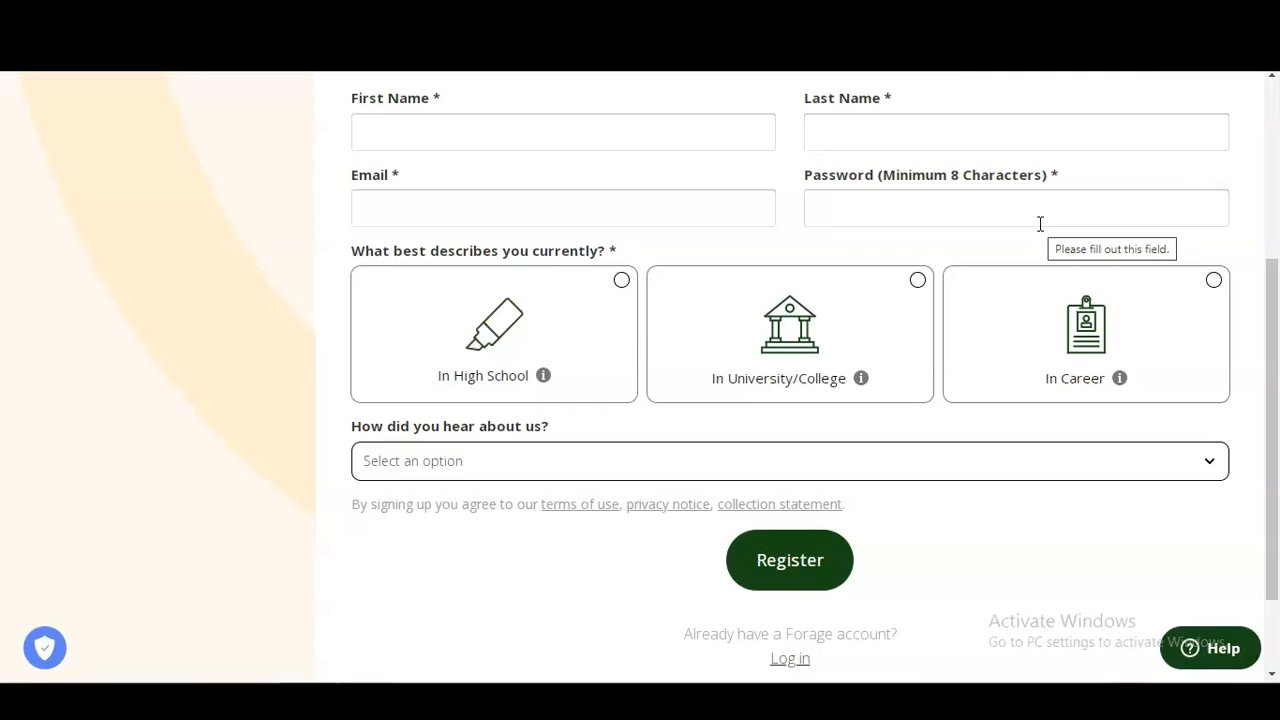 First Name * Last Name *
Email * Password (Minimum 8 Characters) *
Please fill out this field.
What best describes you currently? *
In High School In University/College In Career
How did you hear about us?
Select an option
By signing up you agree to our terms of use, privacy notice, collection statement.
Register
Already have a Forage account?
Log in
Activate Windows
Go to PC settings to activate Windows.
Help